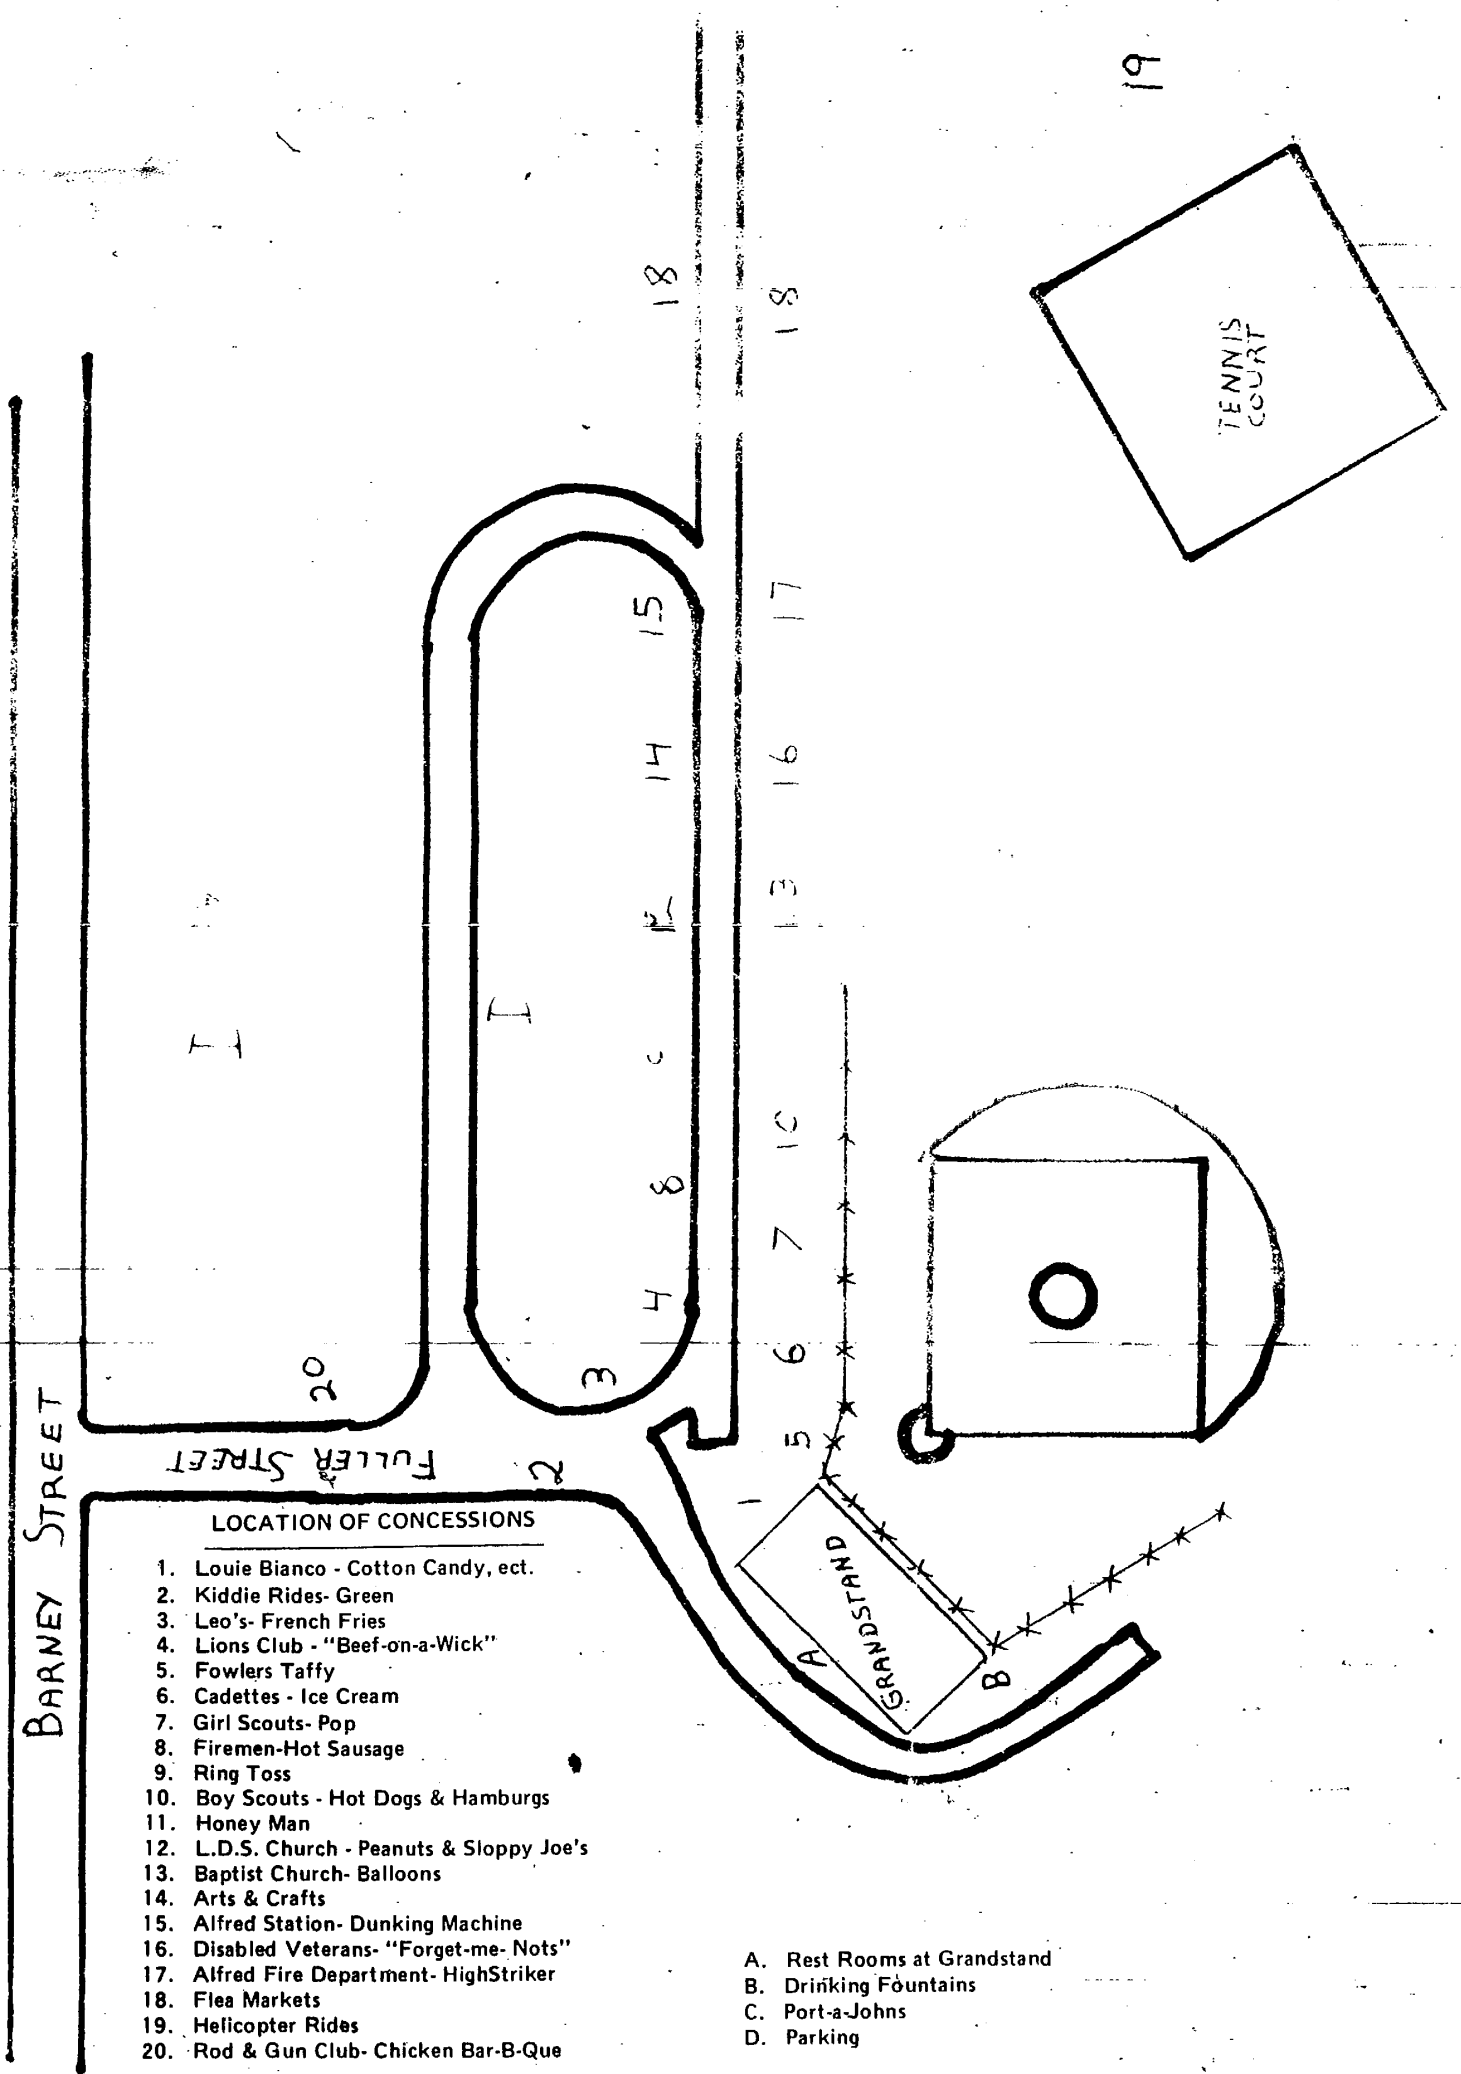 19
18
18
TENNIS
COURT
15
17
14
16
12
13
I
I
C
10
8
7
4
6
3
20
5
FULLER STREET
2
1
BARNEY STREET
GRANDSTAND
A
B
LOCATION OF CONCESSIONS
1. Louie Bianco - Cotton Candy, ect.
2. Kiddie Rides- Green
3. Leo's- French Fries
4. Lions Club - "Beef-on-a-Wick"
5. Fowlers Taffy
6. Cadettes - Ice Cream
7. Girl Scouts- Pop
8. Firemen-Hot Sausage
9. Ring Toss
10. Boy Scouts - Hot Dogs & Hamburgs
11. Honey Man
12. L.D.S. Church - Peanuts & Sloppy Joe's
13. Baptist Church- Balloons
14. Arts & Crafts
15. Alfred Station- Dunking Machine
16. Disabled Veterans- "Forget-me- Nots"
17. Alfred Fire Department- HighStriker
18. Flea Markets
19. Helicopter Rides
20. Rod & Gun Club- Chicken Bar-B-Que
A. Rest Rooms at Grandstand
B. Drinking Fountains
C. Port-a-Johns
D. Parking